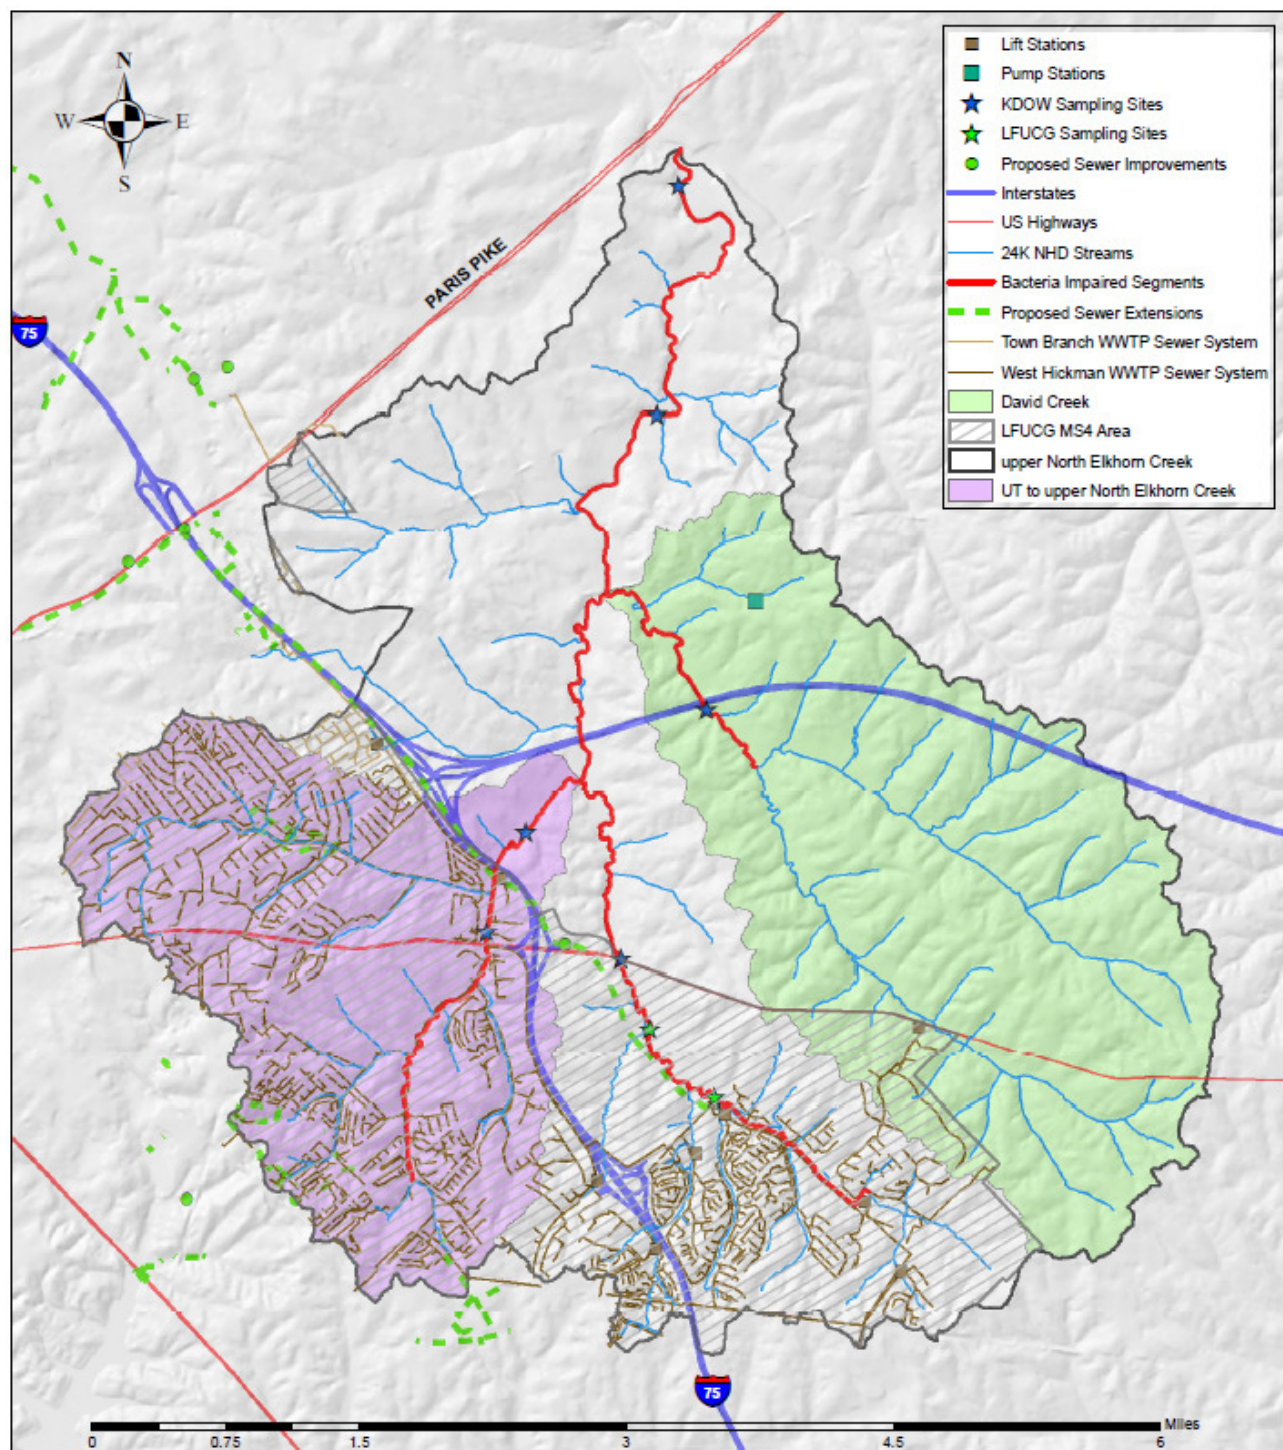 N
W
E
S
Lift Stations
Pump Stations
KDOW Sampling Sites
LFUCG Sampling Sites
Proposed Sewer Improvements
Interstates
US Highways
24K NHD Streams
Bacteria Impaired Segments
Proposed Sewer Extensions
Town Branch WWTP Sewer System
West Hickman WWTP Sewer System
David Creek
LFUCG MS4 Area
upper North Elkhorn Creek
UT to upper North Elkhorn Creek
PARIS PIKE
75
75
Miles
0 0.75 1.5 3 4.5 6